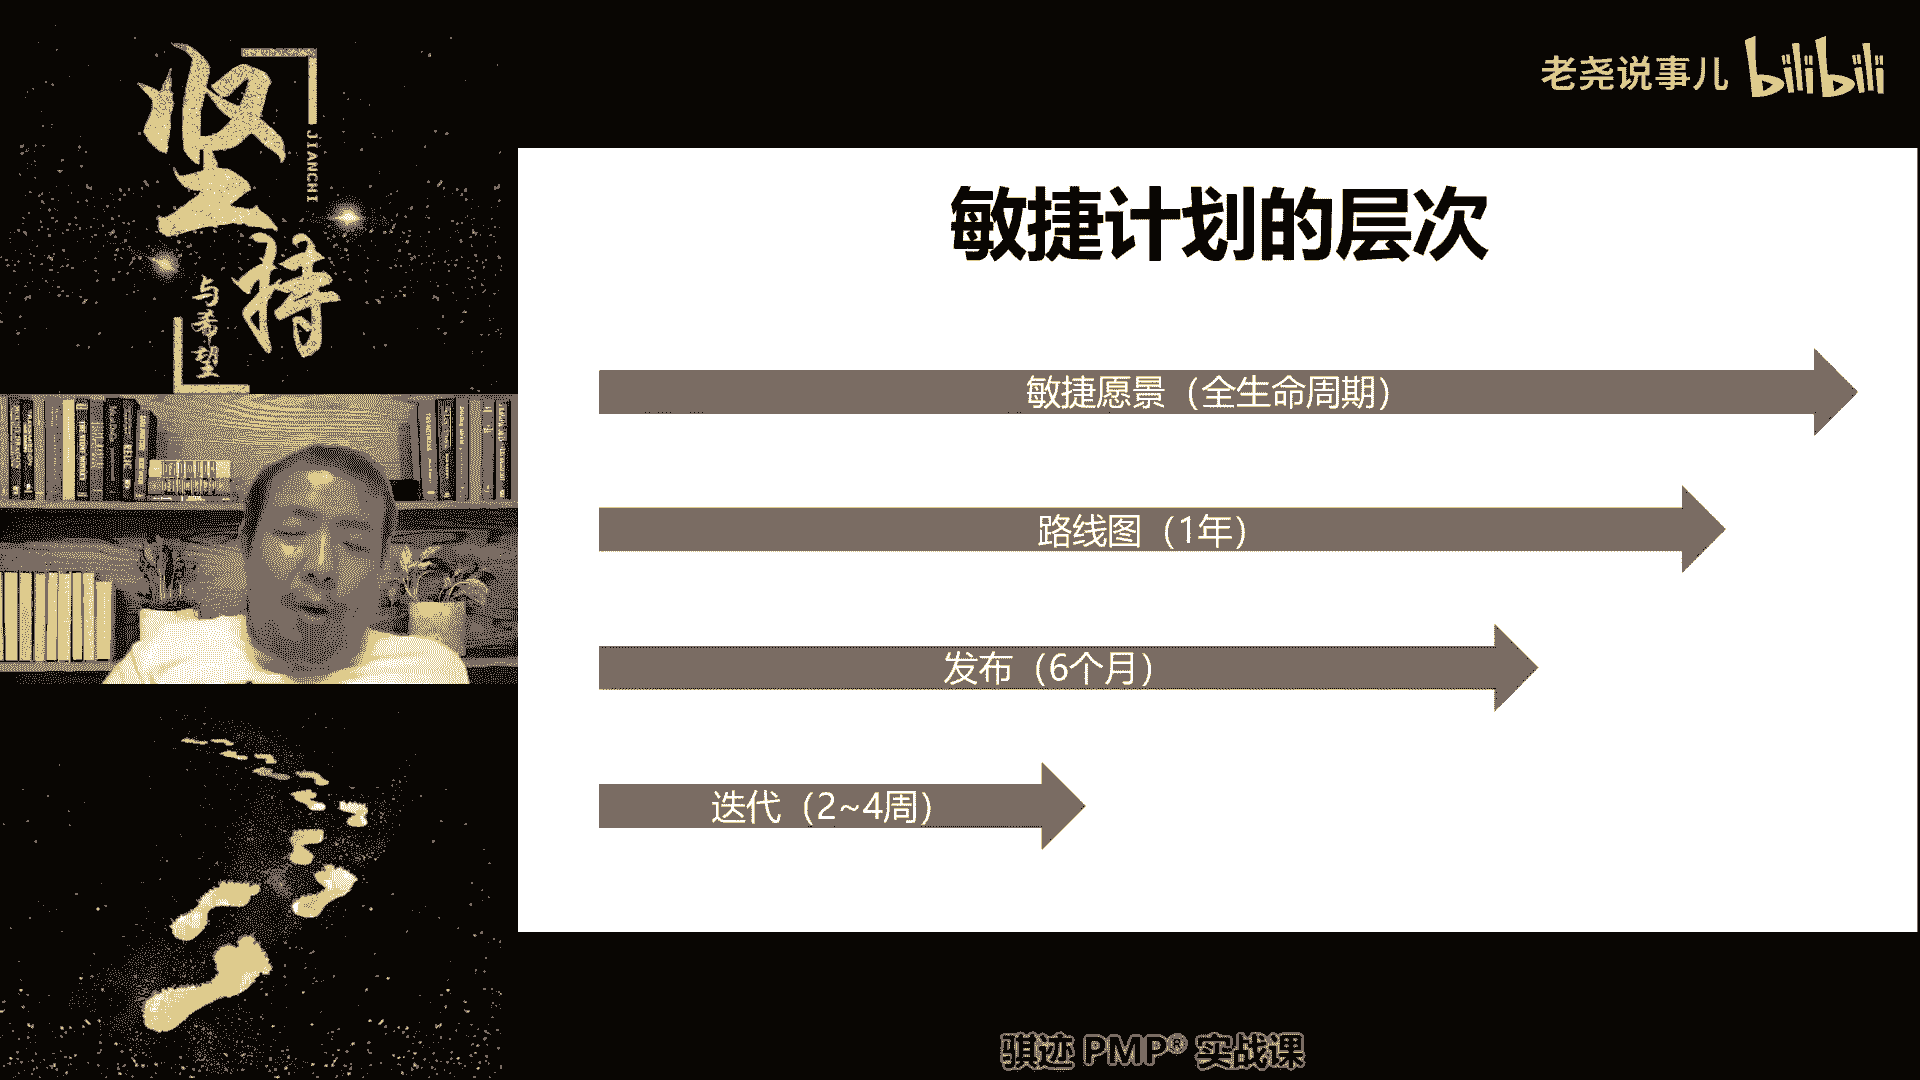 坚持
JIANCHI
与希望
老尧说事儿 bilibili
敏捷计划的层次
敏捷愿景（全生命周期）
路线图（1年）
发布（6个月）
迭代（2~4周）
骐迹 PMP® 实战课